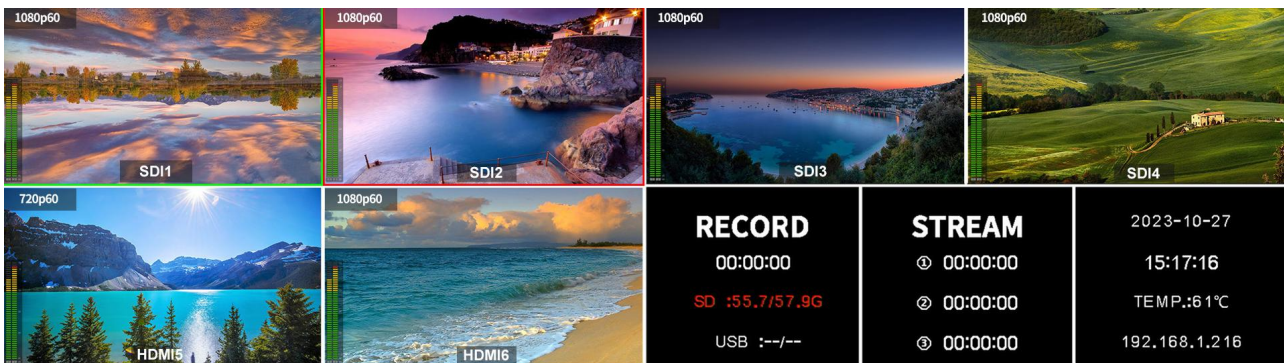 1080p60
SDI1
1080p60
SDI2
1080p60
SDI3
1080p60
SDI4
720p60
HDMI5
1080p60
HDMI6
RECORD
00:00:00
SD :55.7/57.9G
USB :--/--
STREAM
① 00:00:00
② 00:00:00
③ 00:00:00
2023-10-27
15:17:16
TEMP.:61℃
192.168.1.216